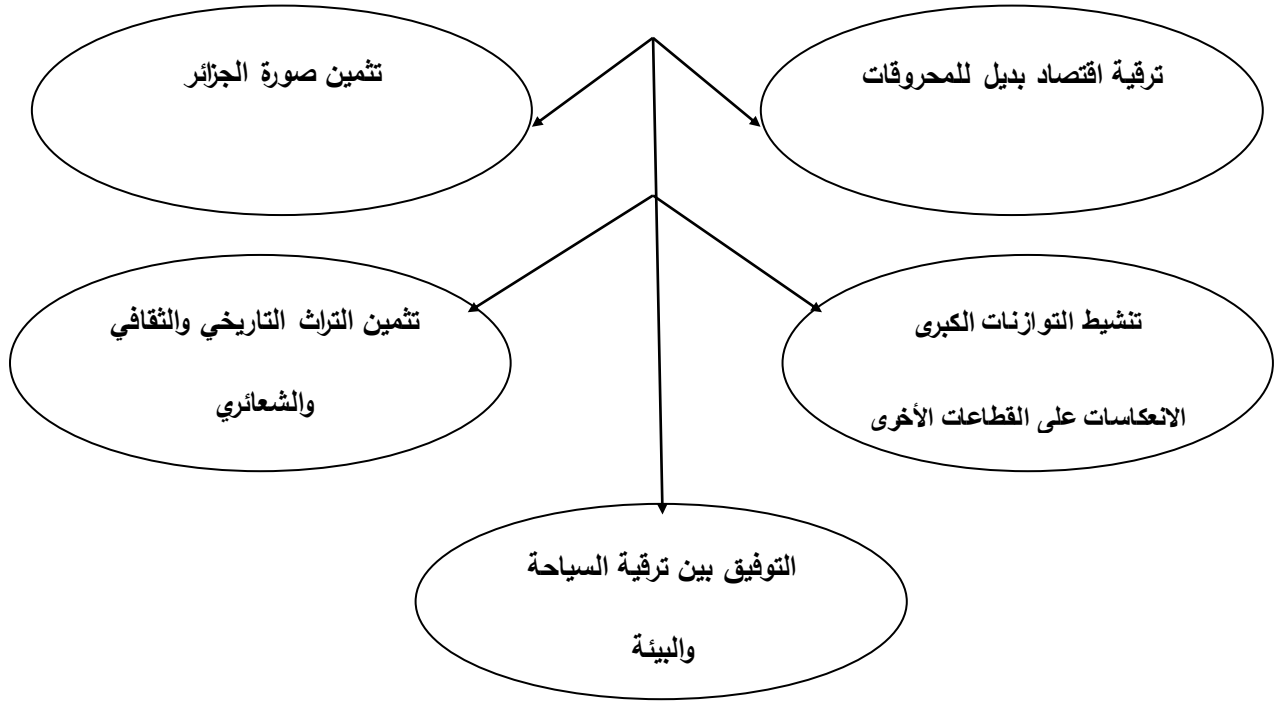 ترقية اقتصاد بديل للمحروقات
تثمين صورة الجزائر
تنشيط التوازنات الكبرى
الانعكاسات على القطاعات الأخرى
تثمين التراث التاريخي والثقافي
والشعائري
التوفيق بين ترقية السياحة
والبيئة